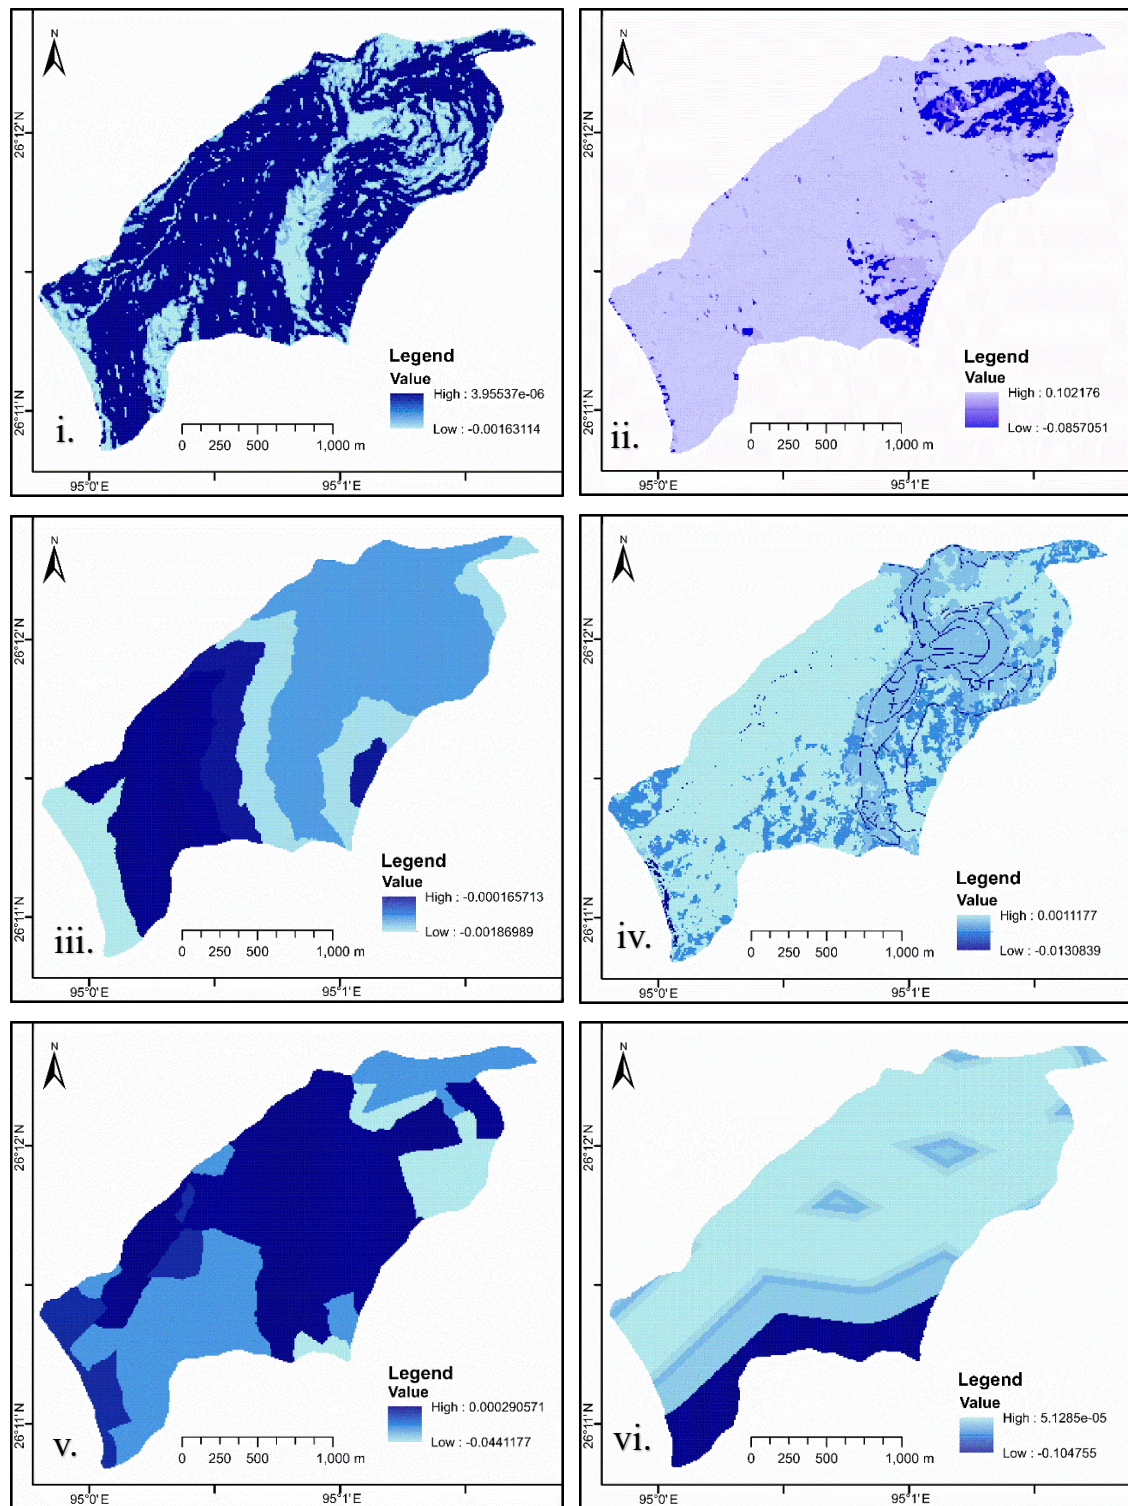 N
26°12'N
26°11'N
Legend
Value
High : 3.95537e-06
Low : -0.00163114
i.
0 250 500 1,000 m
95°0'E 95°1'E
N
26°12'N
26°11'N
Legend
Value
High : 0.102176
Low : -0.0857051
ii.
0 250 500 1,000 m
95°0'E 95°1'E
N
26°12'N
26°11'N
Legend
Value
High : -0.000165713
Low : -0.00186989
iii.
0 250 500 1,000 m
95°0'E 95°1'E
N
26°12'N
26°11'N
Legend
Value
High : 0.0011177
Low : -0.0130839
iv.
0 250 500 1,000 m
95°0'E 95°1'E
N
26°12'N
26°11'N
Legend
Value
High : 0.000290571
Low : -0.0441177
v.
0 250 500 1,000 m
95°0'E 95°1'E
N
26°12'N
26°11'N
Legend
Value
High : 5.1285e-05
Low : -0.104755
vi.
0 250 500 1,000 m
95°0'E 95°1'E